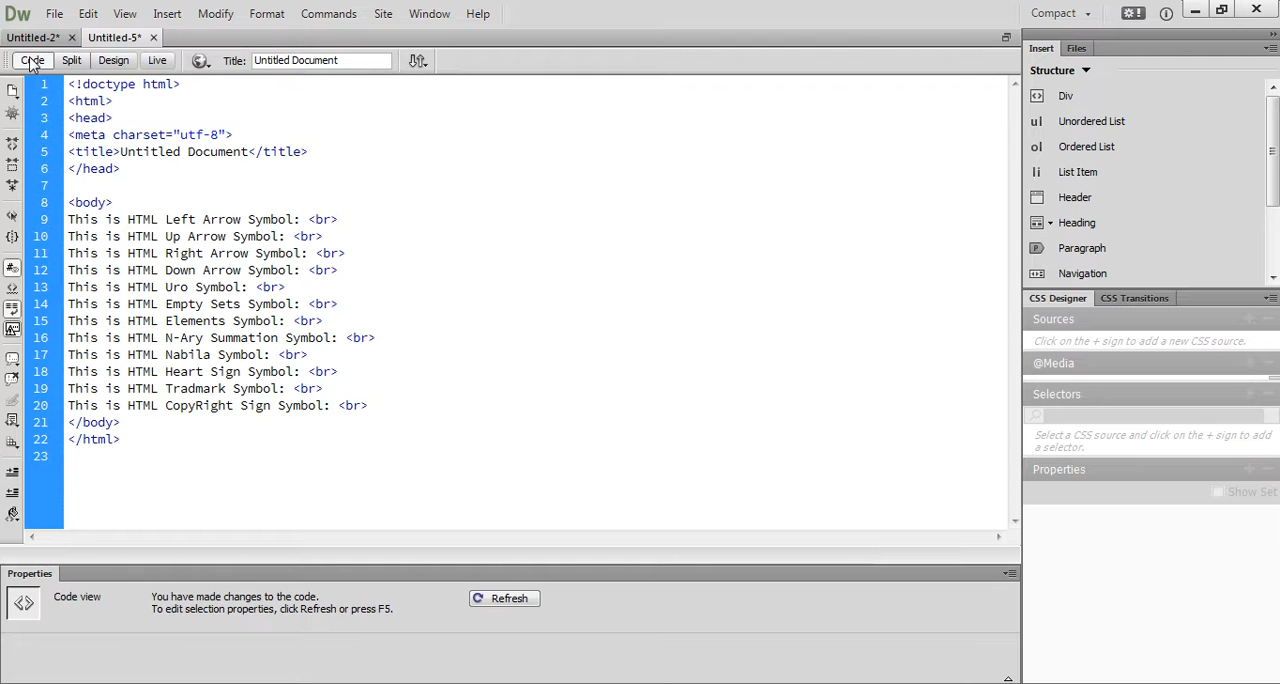 Dw File Edit View Insert Modify Format Commands Site Window Help Compact
Untitled-2* Untitled-5*
Code Split Design Live Title: Untitled Document
1 <!doctype html>
2 <html>
3 <head>
4 <meta charset="utf-8">
5 <title>Untitled Document</title>
6 </head>
7
8 <body>
9 This is HTML Left Arrow Symbol: <br>
10 This is HTML Up Arrow Symbol: <br>
11 This is HTML Right Arrow Symbol: <br>
12 This is HTML Down Arrow Symbol: <br>
13 This is HTML Uro Symbol: <br>
14 This is HTML Empty Sets Symbol: <br>
15 This is HTML Elements Symbol: <br>
16 This is HTML N-Ary Summation Symbol: <br>
17 This is HTML Nabila Symbol: <br>
18 This is HTML Heart Sign Symbol: <br>
19 This is HTML Tradmark Symbol: <br>
20 This is HTML CopyRight Sign Symbol: <br>
21 </body>
22 </html>
23
Insert Files
Structure
Div
ul Unordered List
ol Ordered List
li List Item
Header
Heading
Paragraph
Navigation
CSS Designer CSS Transitions
Sources
Click on the + sign to add a new CSS source.
@Media
Selectors
Select a CSS source and click on the + sign to add
a selector.
Properties
Show Set
Properties
Code view You have made changes to the code.
To edit selection properties, click Refresh or press F5.
Refresh